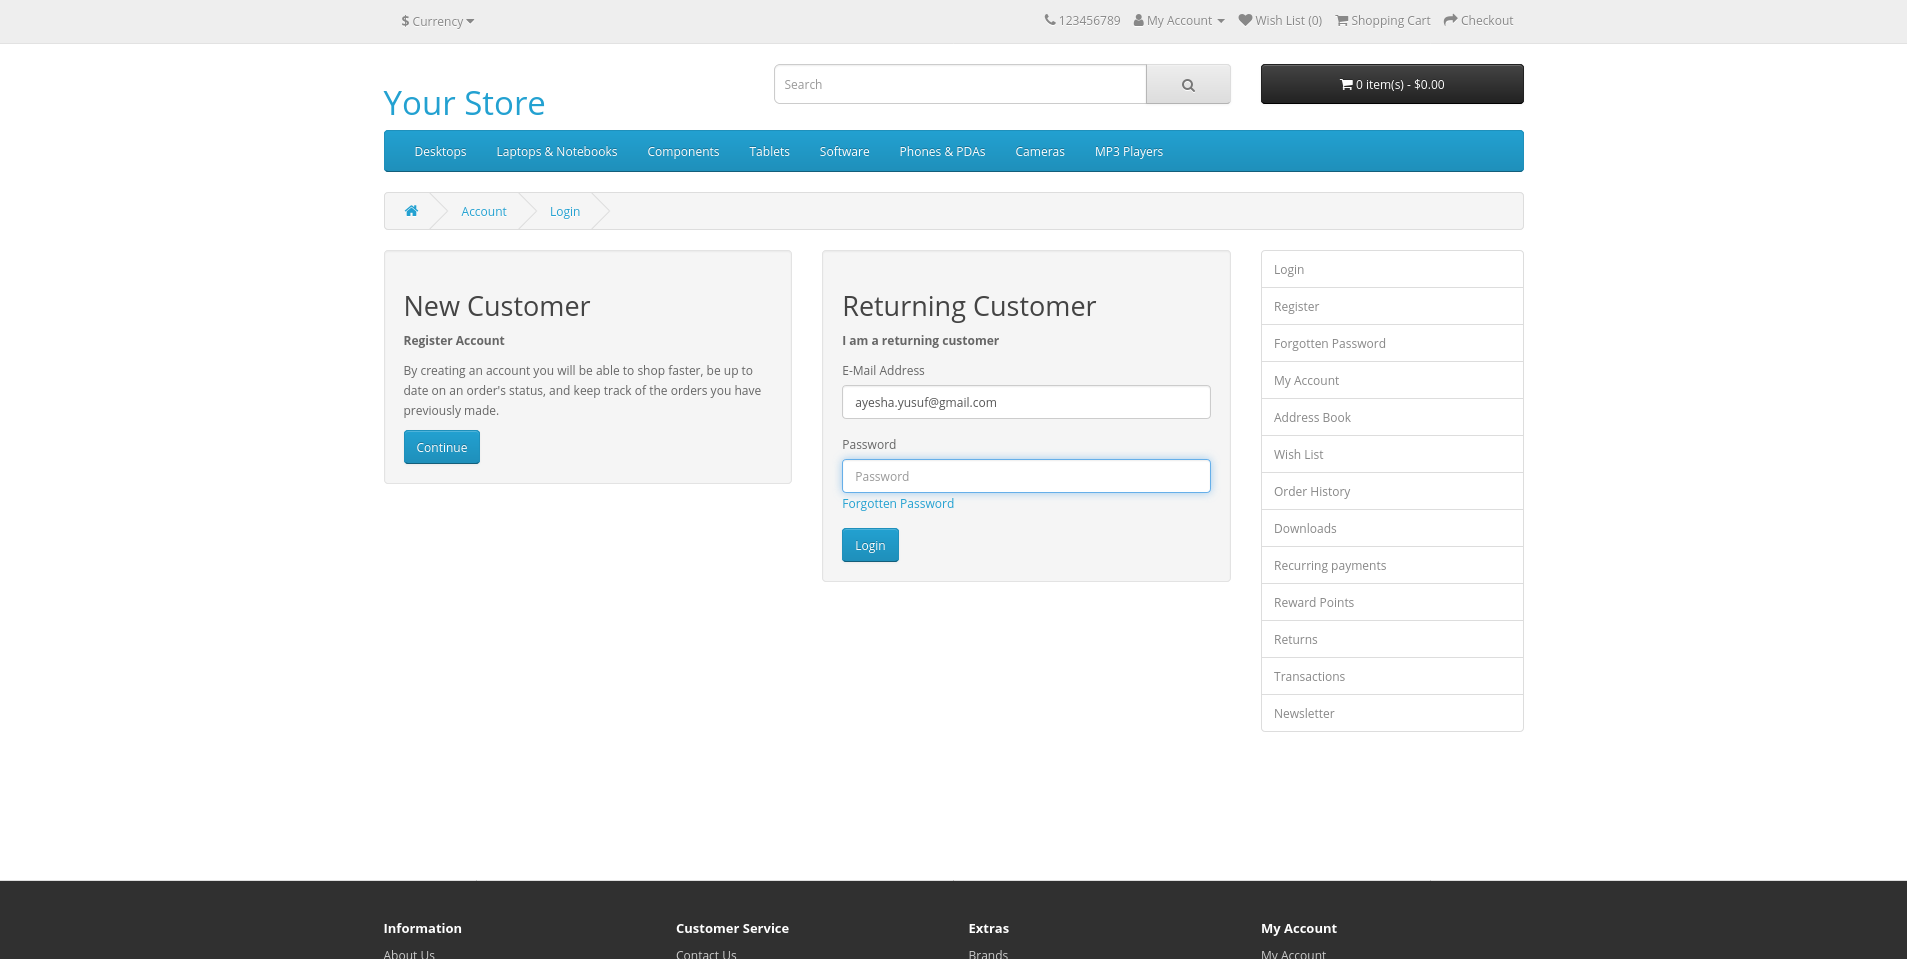 $ Currency
123456789 My Account Wish List (0) Shopping Cart Checkout
Your Store
Search
0 item(s) - $0.00
Desktops Laptops & Notebooks Components Tablets Software Phones & PDAs Cameras MP3 Players
Account Login
New Customer
Register Account
By creating an account you will be able to shop faster, be up to
date on an order's status, and keep track of the orders you have
previously made.
Continue
Returning Customer
I am a returning customer
E-Mail Address
ayesha.yusuf@gmail.com
Password
Password
Forgotten Password
Login
Login
Register
Forgotten Password
My Account
Address Book
Wish List
Order History
Downloads
Recurring payments
Reward Points
Returns
Transactions
Newsletter
Information
About Us
Customer Service
Contact Us
Extras
Brands
My Account
My Account